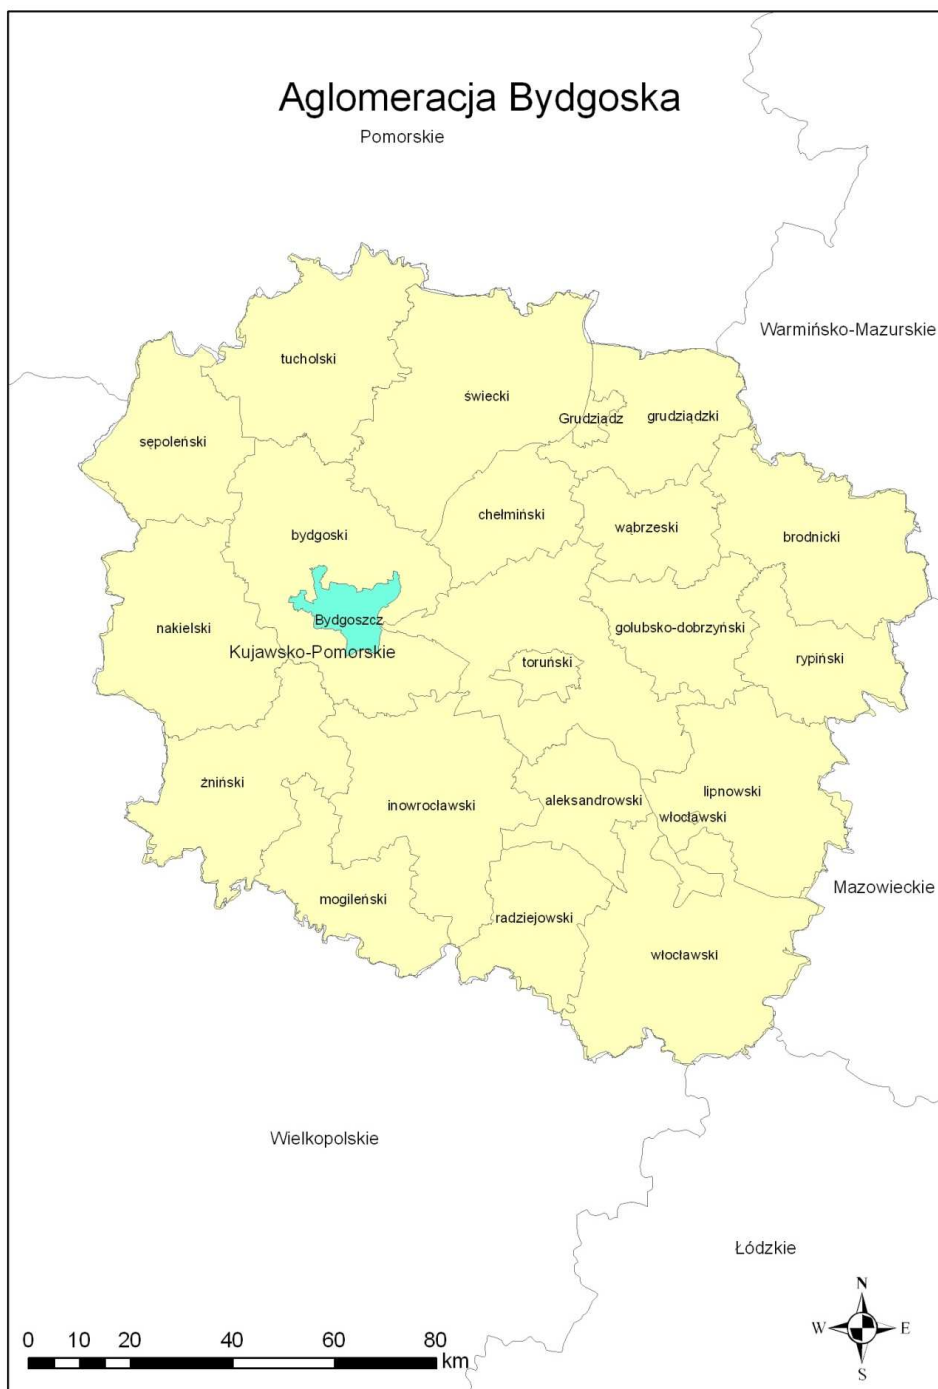 Aglomeracja Bydgoska
Pomorskie
Warmińsko-Mazurskie
tucholski
świecki
Grudziądz
grudziądzki
sępoleński
chełmiński
wąbrzeski
brodnicki
bydgoski
Bydgoszcz
nakielski
golubsko-dobrzyński
Kujawsko-Pomorskie
toruński
rypiński
żniński
inowrocławski
aleksandrowski
lipnowski
włocławski
mogileński
radziejowski
Mazowieckie
włocławski
Wielkopolskie
Łódzkie
N
W E
S
0 10 20 40 60 80
km